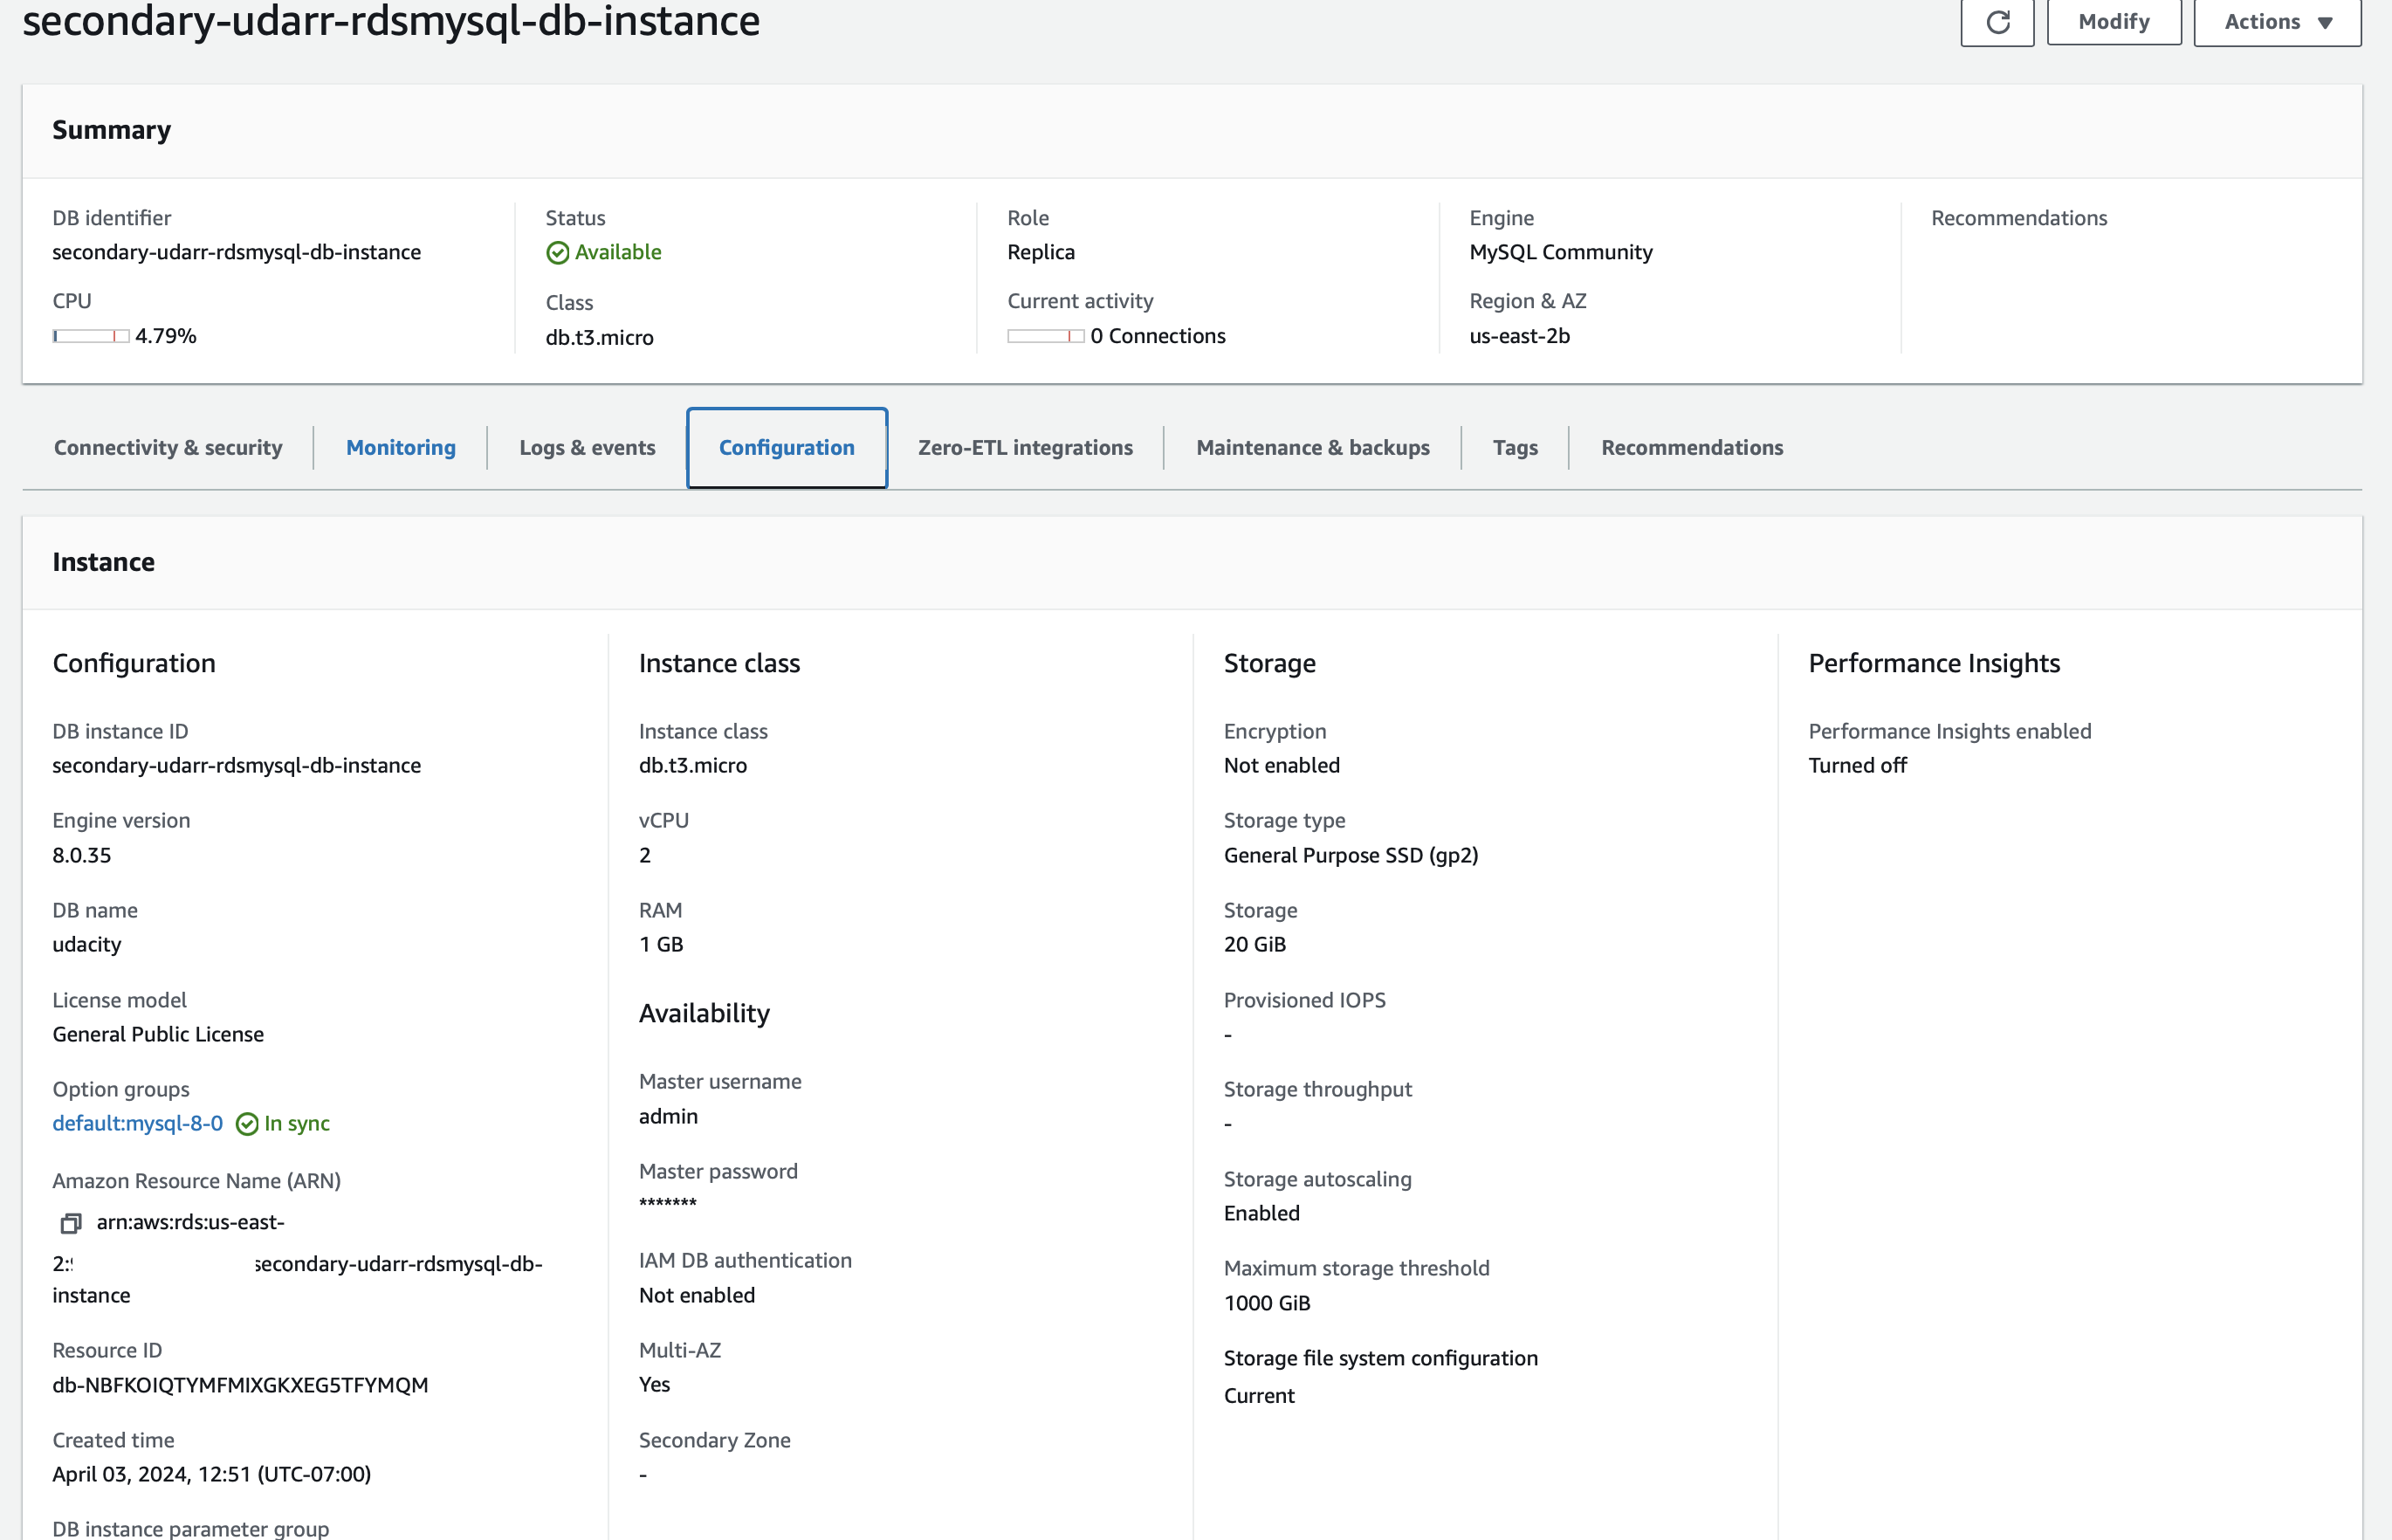 secondary-udarr-rdsmysql-db-instance
Modify
Actions
Summary
DB identifier
secondary-udarr-rdsmysql-db-instance
CPU
4.79%
Status
Available
Class
db.t3.micro
Role
Replica
Current activity
0 Connections
Engine
MySQL Community
Region & AZ
us-east-2b
Recommendations
Connectivity & security
Monitoring
Logs & events
Configuration
Zero-ETL integrations
Maintenance & backups
Tags
Recommendations
Instance
Configuration
DB instance ID
secondary-udarr-rdsmysql-db-instance
Engine version
8.0.35
DB name
udacity
License model
General Public License
Option groups
default:mysql-8-0 In sync
Amazon Resource Name (ARN)
arn:aws:rds:us-east-
2: secondary-udarr-rdsmysql-db-
instance
Resource ID
db-NBFKOIQTYMFMIXGKXEG5TFYMQM
Created time
April 03, 2024, 12:51 (UTC-07:00)
DB instance parameter group
Instance class
Instance class
db.t3.micro
vCPU
2
RAM
1 GB
Availability
Master username
admin
Master password
*******
IAM DB authentication
Not enabled
Multi-AZ
Yes
Secondary Zone
-
Storage
Encryption
Not enabled
Storage type
General Purpose SSD (gp2)
Storage
20 GiB
Provisioned IOPS
-
Storage throughput
-
Storage autoscaling
Enabled
Maximum storage threshold
1000 GiB
Storage file system configuration
Current
Performance Insights
Performance Insights enabled
Turned off